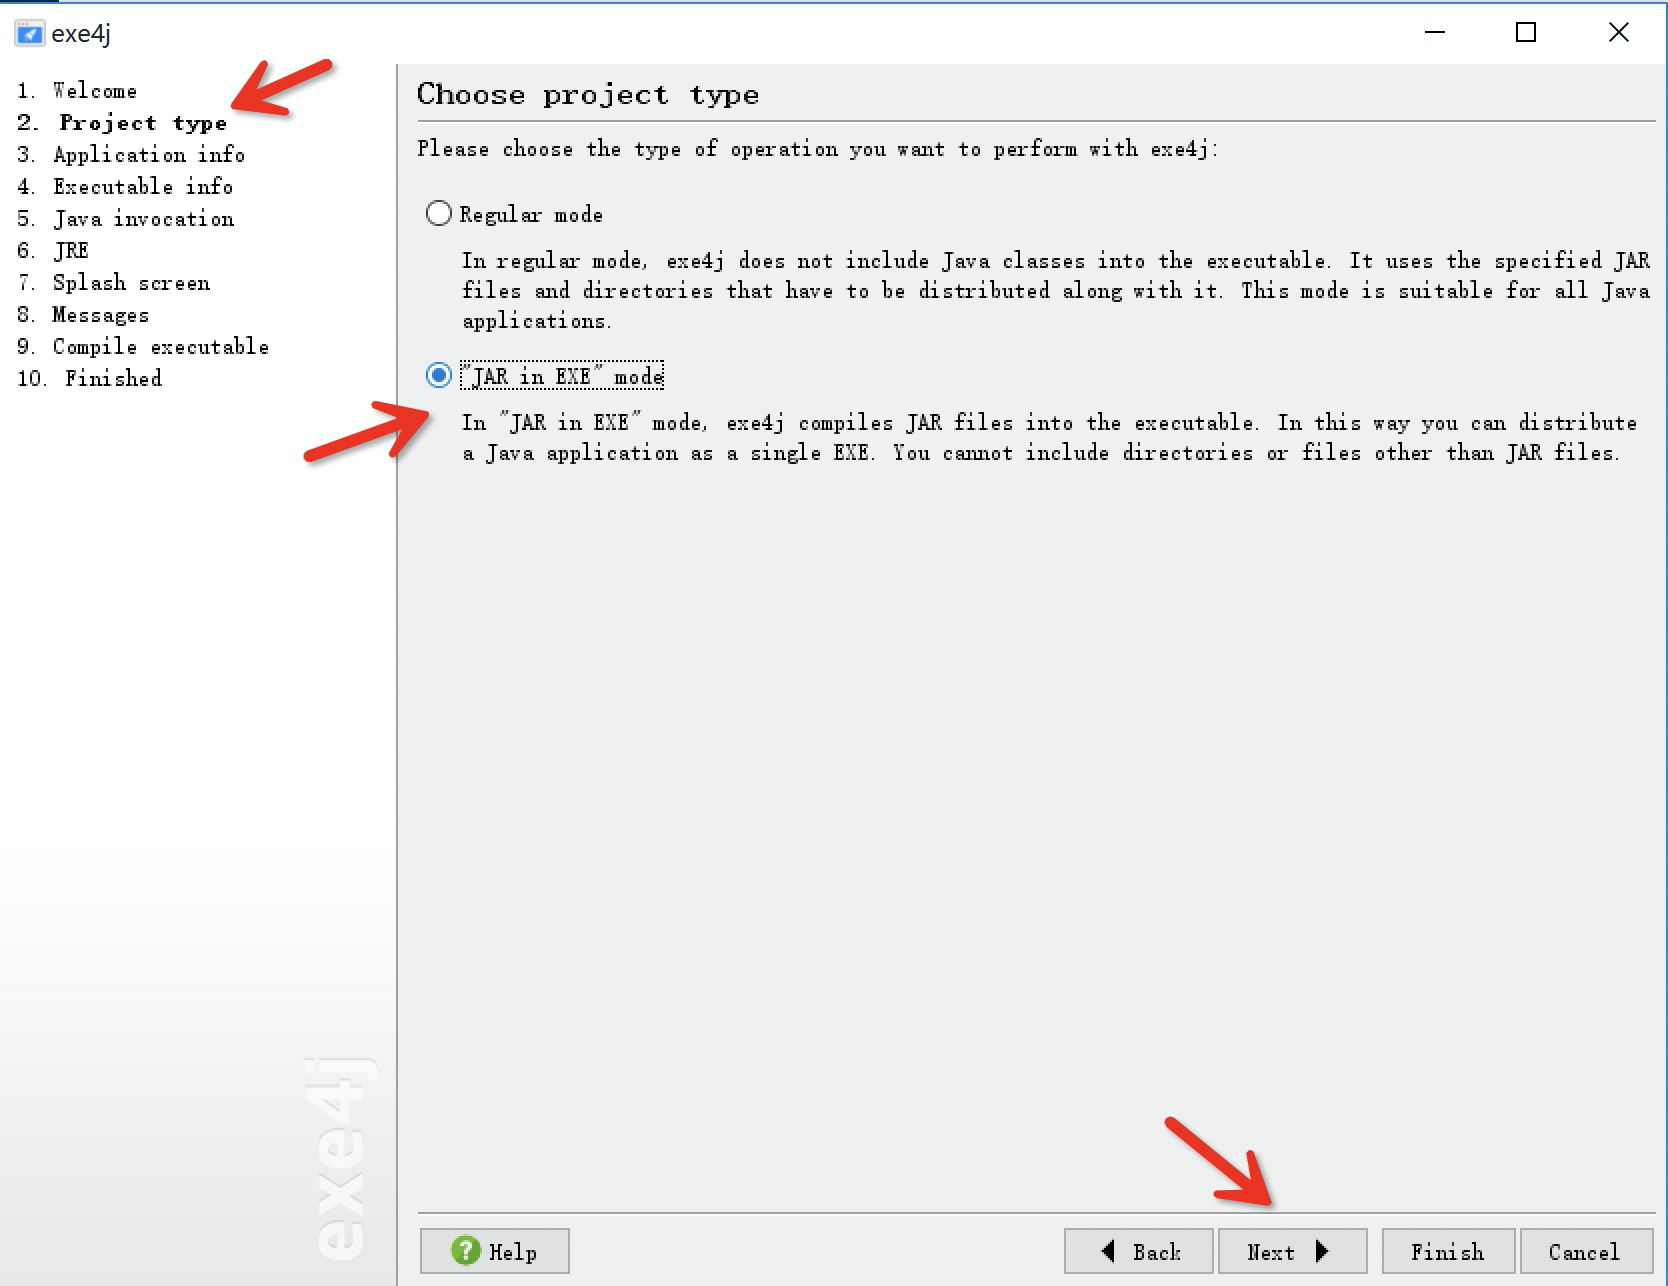 exe4j
1. Welcome
2. Project type
3. Application info
4. Executable info
5. Java invocation
6. JRE
7. Splash screen
8. Messages
9. Compile executable
10. Finished
exe4j
Choose project type
Please choose the type of operation you want to perform with exe4j:
Regular mode
In regular mode, exe4j does not include Java classes into the executable. It uses the specified JAR
files and directories that have to be distributed along with it. This mode is suitable for all Java
applications.
"JAR in EXE" mode
In "JAR in EXE" mode, exe4j compiles JAR files into the executable. In this way you can distribute
a Java application as a single EXE. You cannot include directories or files other than JAR files.
? Help
Back
Next
Finish
Cancel